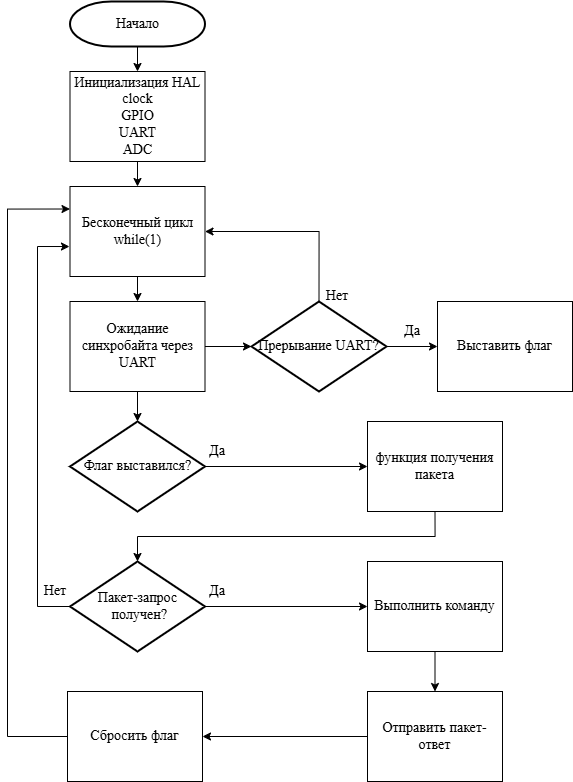 Начало
Инициализация HAL
clock
GPIO
UART
ADC
Бесконечный цикл
while(1)
Ожидание
синхробайта через
UART
Прерывание UART?
Нет
Да
Выставить флаг
Флаг выставился?
Да
функция получения
пакета
Пакет-запрос
получен?
Нет
Да
Выполнить команду
Отправить пакет-
ответ
Сбросить флаг